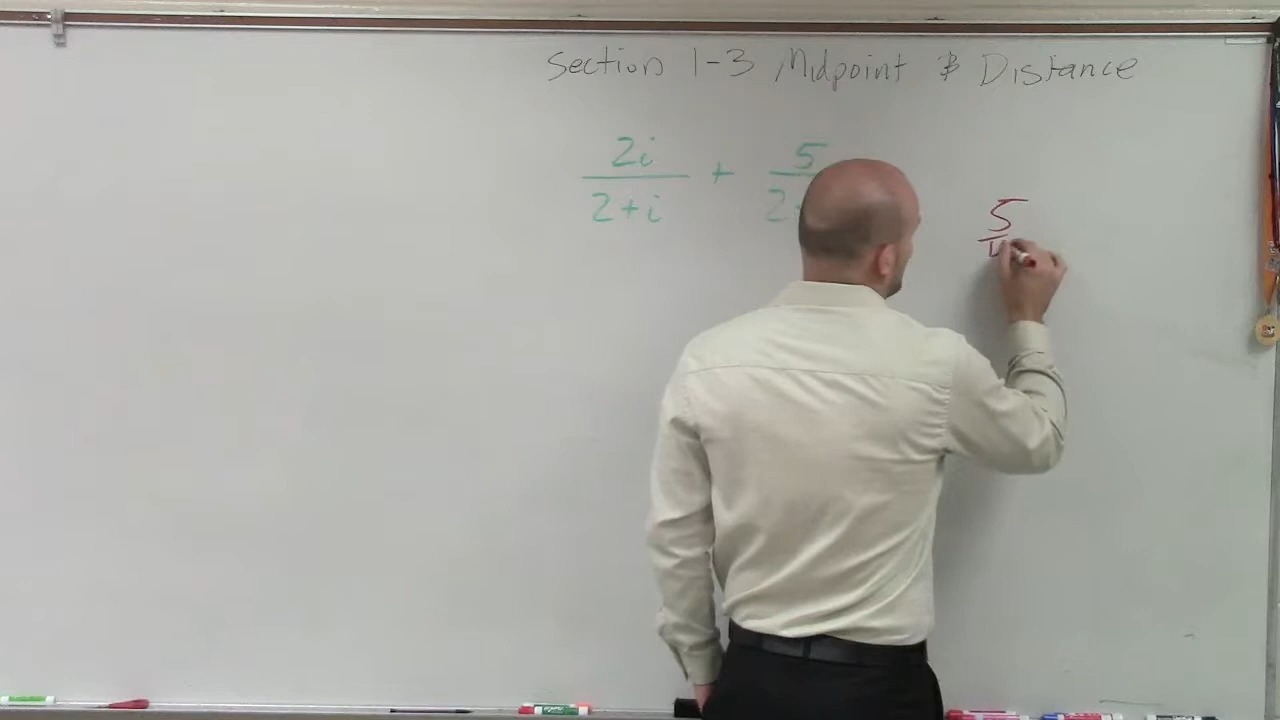 Section 1-3 Midpoint & Distance
2i/(2+i) + 5/2
5